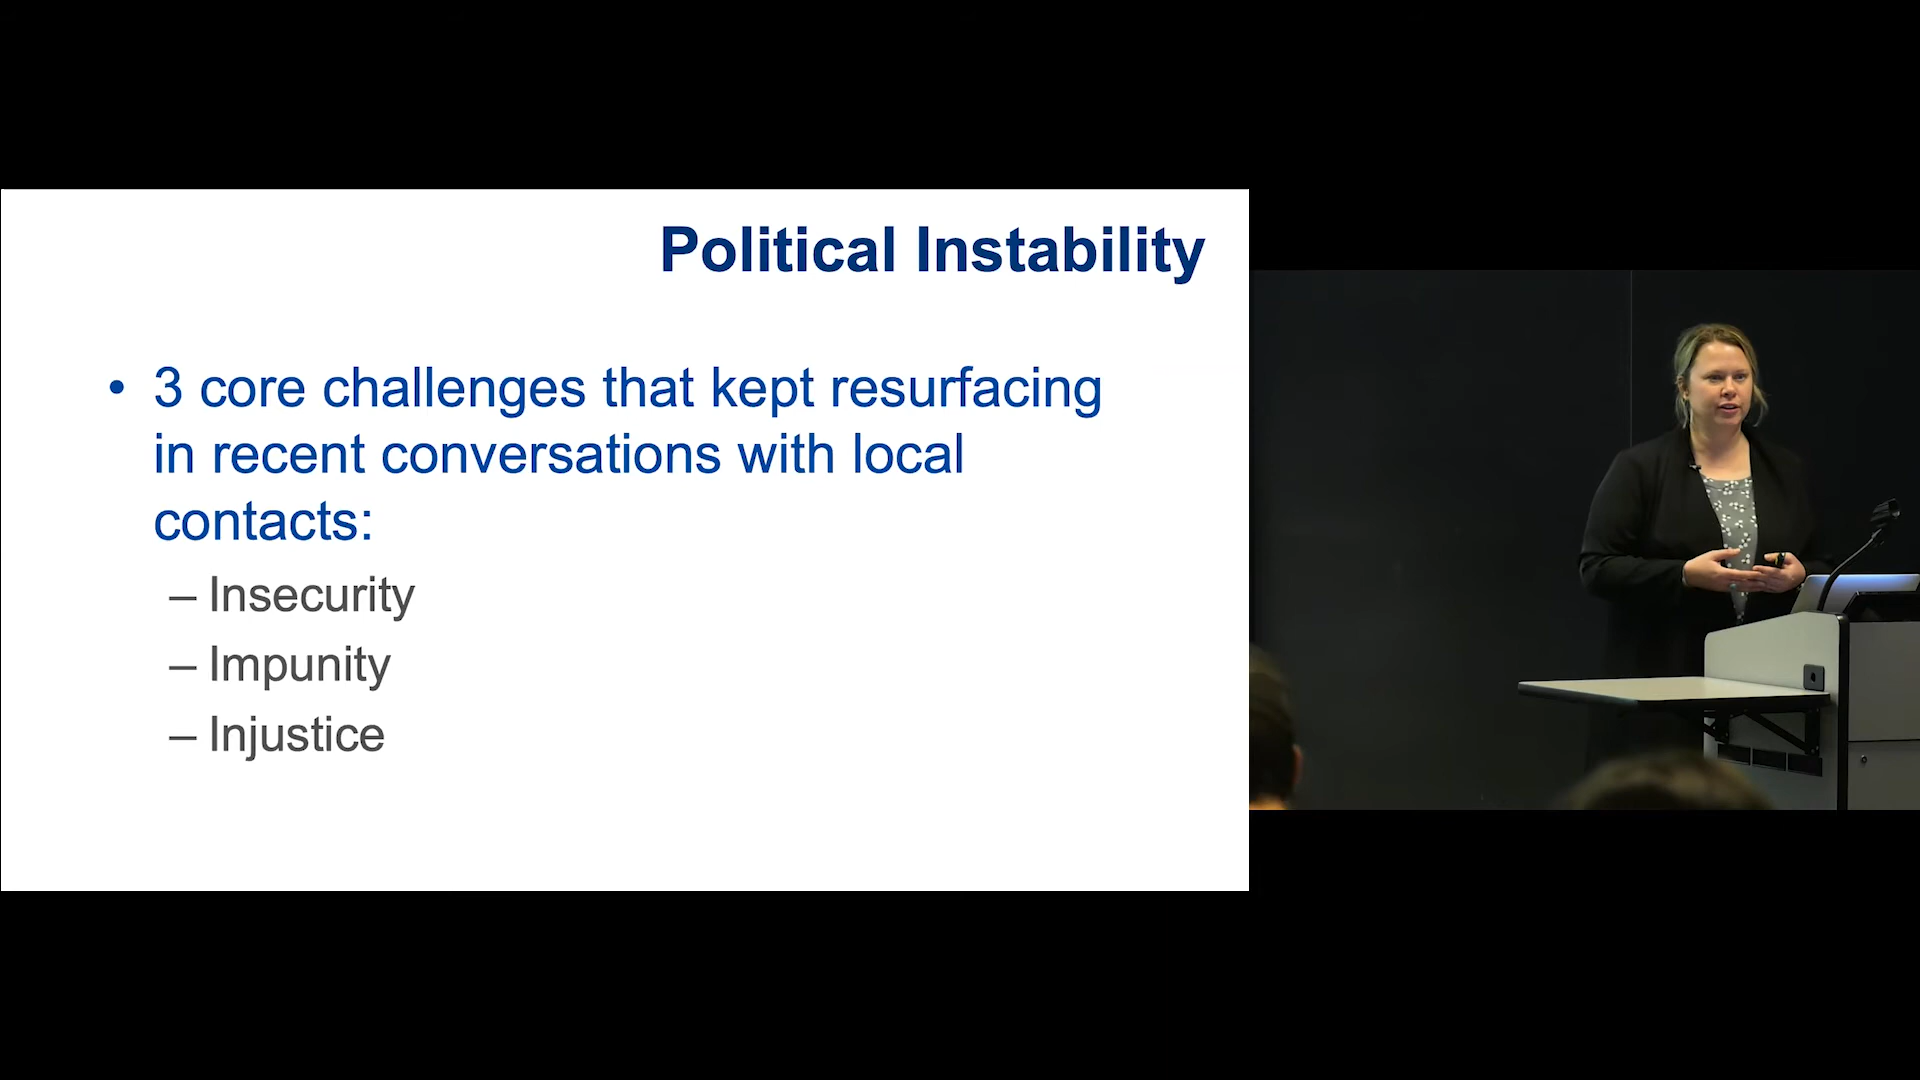 Political Instability
• 3 core challenges that kept resurfacing
in recent conversations with local
contacts:
– Insecurity
– Impunity
– Injustice